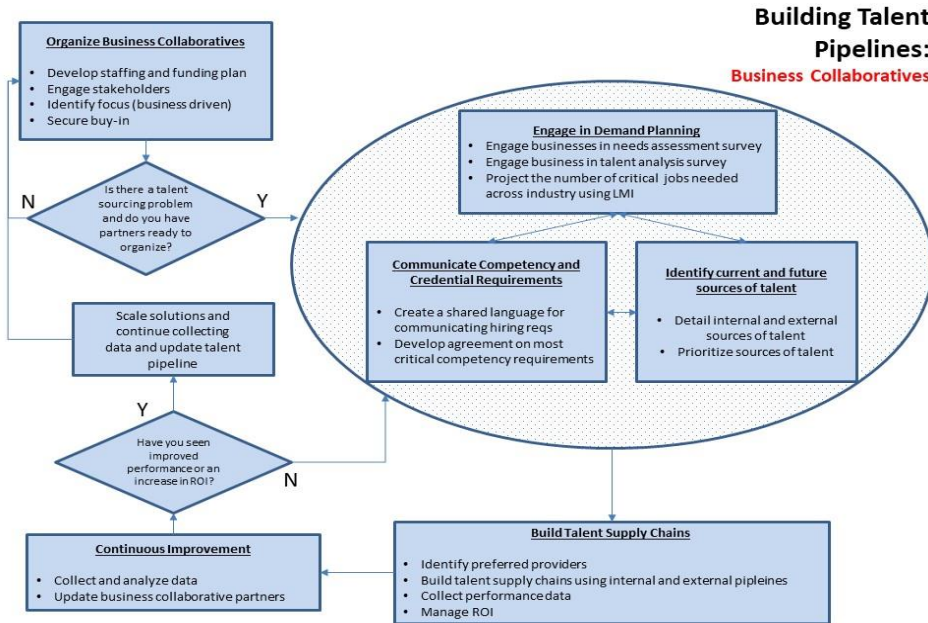 Building Talent
Pipelines:
Business Collaboratives
Organize Business Collaboratives
• Develop staffing and funding plan
• Engage stakeholders
• Identify focus (business driven)
• Secure buy-in
Is there a talent
sourcing problem
and do you have
partners ready to
organize?
N
Y
Engage in Demand Planning
• Engage businesses in needs assessment survey
• Engage business in talent analysis survey
• Project the number of critical jobs needed
across industry using LMI
Communicate Competency and
Credential Requirements
• Create a shared language for
communicating hiring reqs
• Develop agreement on most
critical competency requirements
Identify current and future
sources of talent
• Detail internal and external
sources of talent
• Prioritize sources of talent
Scale solutions and
continue collecting
data and update talent
pipeline
Y
Have you seen
improved
performance or an
increase in ROI?
N
Continuous Improvement
• Collect and analyze data
• Update business collaborative partners
Build Talent Supply Chains
• Identify preferred providers
• Build talent supply chains using internal and external pipleines
• Collect performance data
• Manage ROI